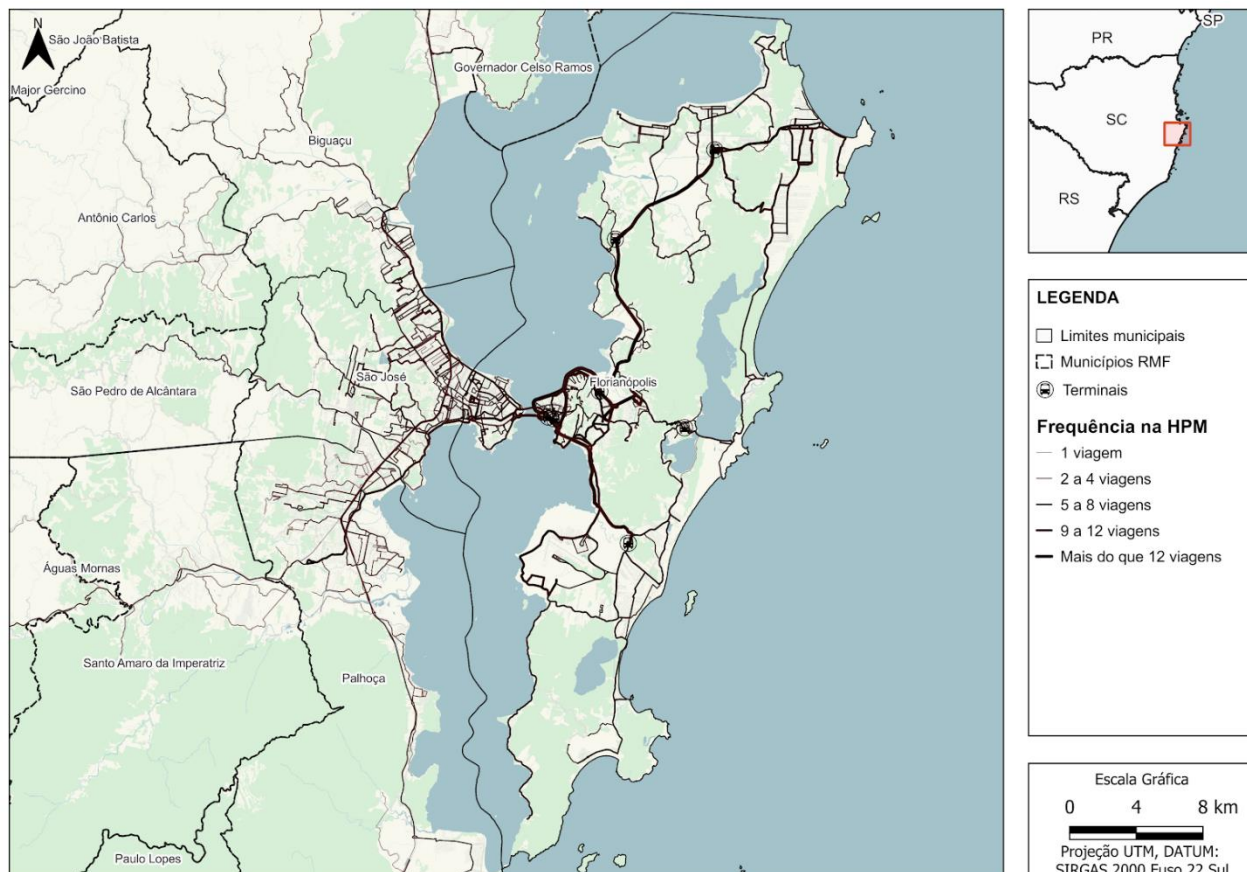 N
São João Batista
Major Gercino
Governador Celso Ramos
Biguaçu
Antônio Carlos
São José
Florianópolis
São Pedro de Alcântara
Águas Mornas
Santo Amaro da Imperatriz
Palhoça
Paulo Lopes
SP
PR
SC
RS
LEGENDA
Limites municipais
Municípios RMF
Terminais
Frequência na HPM
1 viagem
2 a 4 viagens
5 a 8 viagens
9 a 12 viagens
Mais do que 12 viagens
Escala Gráfica
0 4 8 km
Projeção UTM, DATUM:
SIRGAS 2000 Fuso 22 Sul